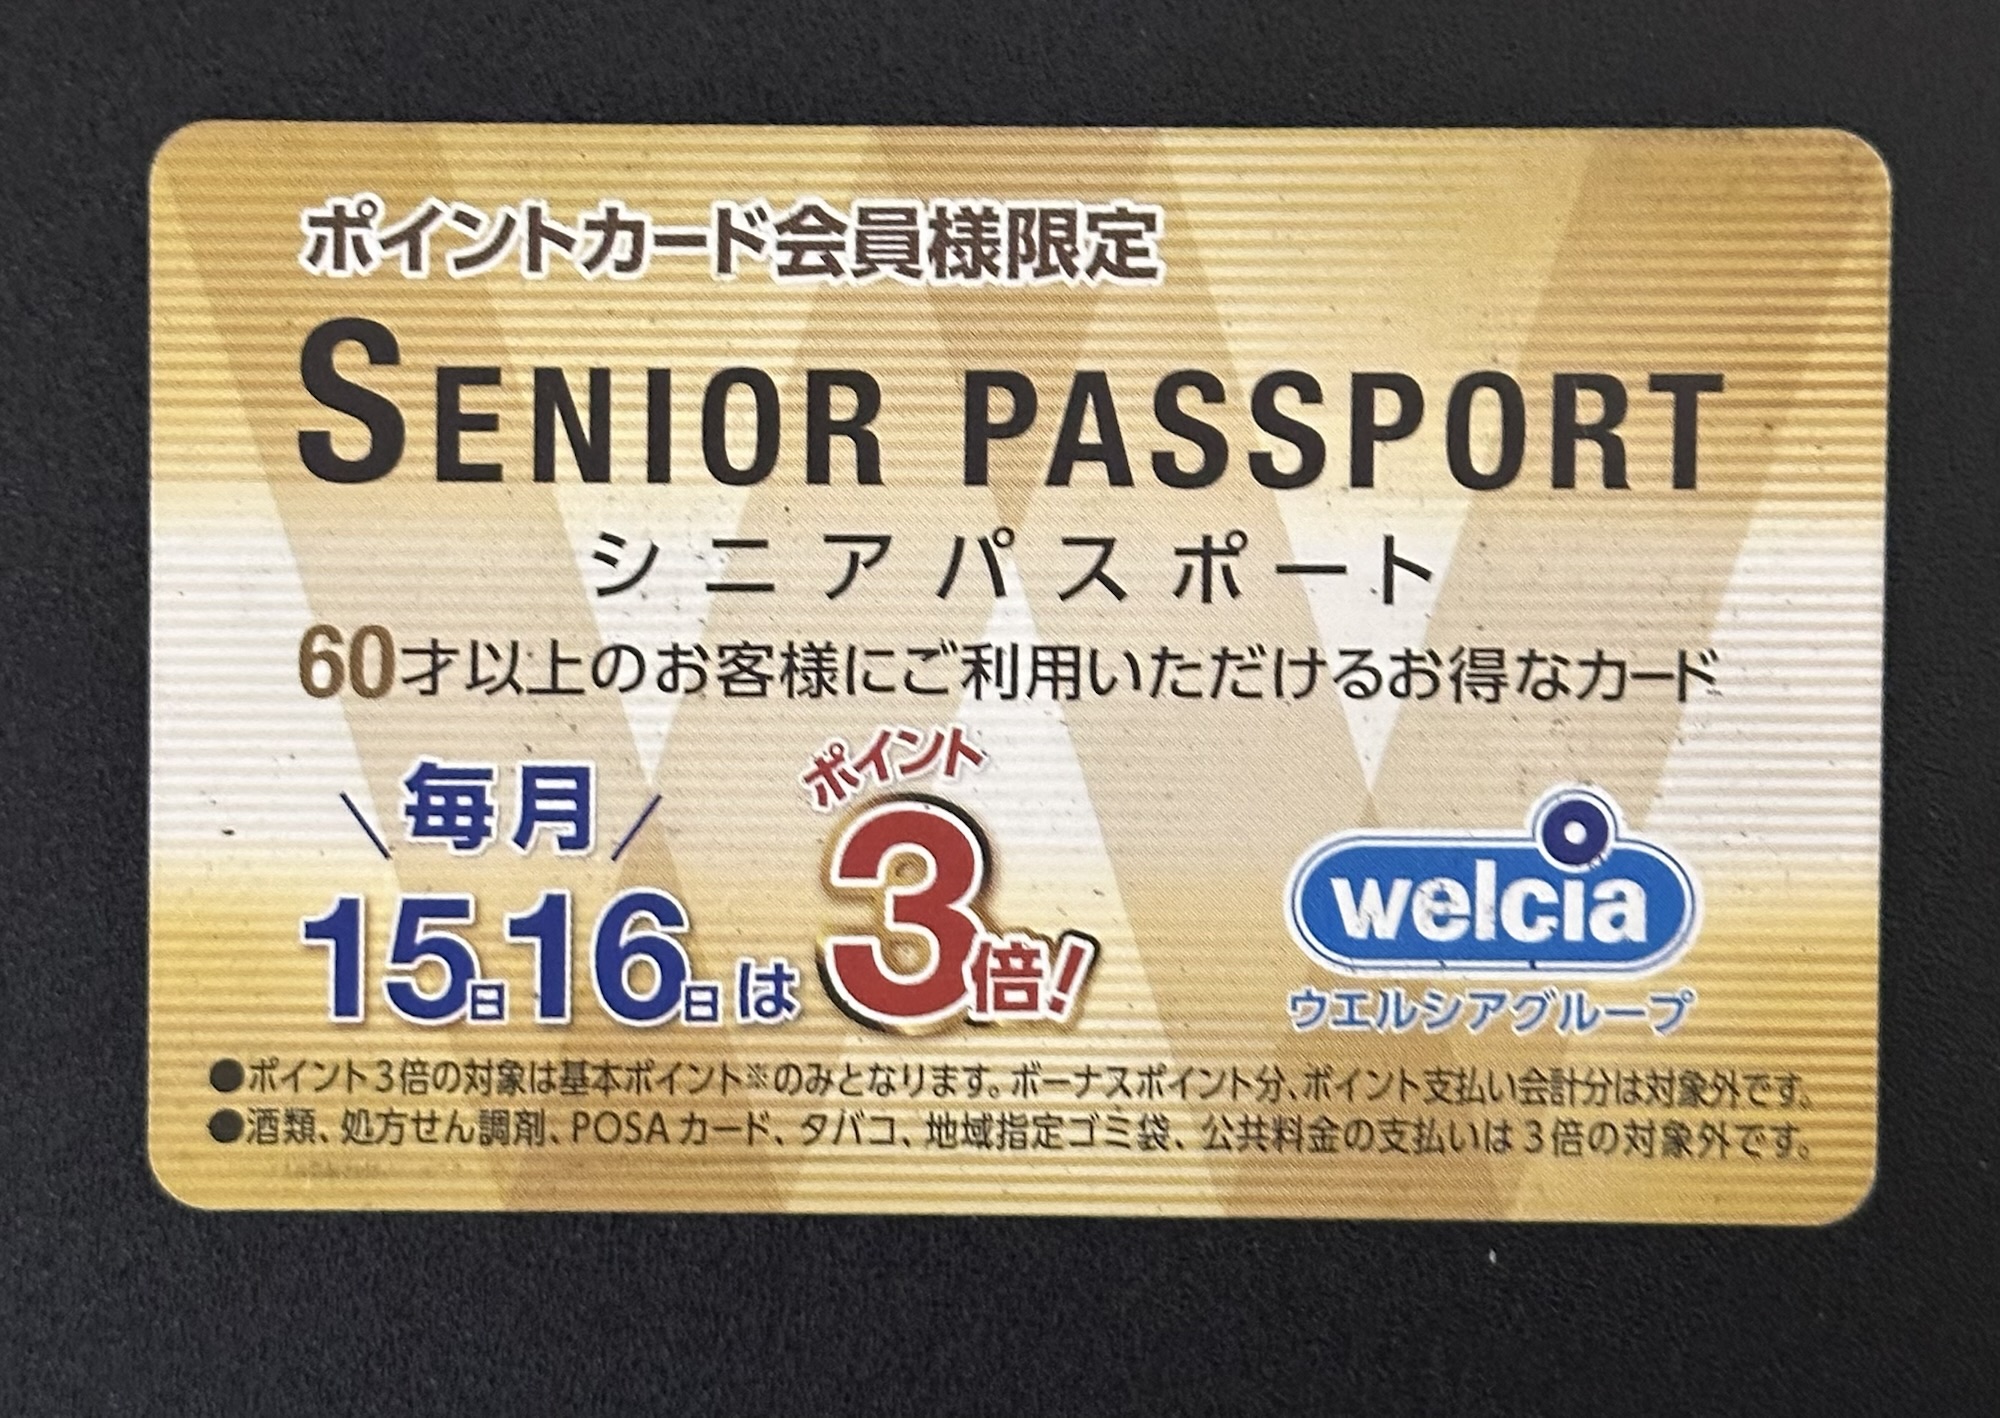 ポイントカード会員様限定
SENIOR PASSPORT
シニアパスポート
60才以上のお客様にご利用いただけるお得なカード
毎月
15日16日は
ポイント
3倍!
welcia
ウエルシアグループ
●ポイント3倍の対象は基本ポイント※のみとなります。ボーナスポイント分、ポイント支払い会計分は対象外です。
●酒類、処方せん調剤、POSAカード、タバコ、地域指定ゴミ袋、公共料金の支払いは3倍の対象外です。